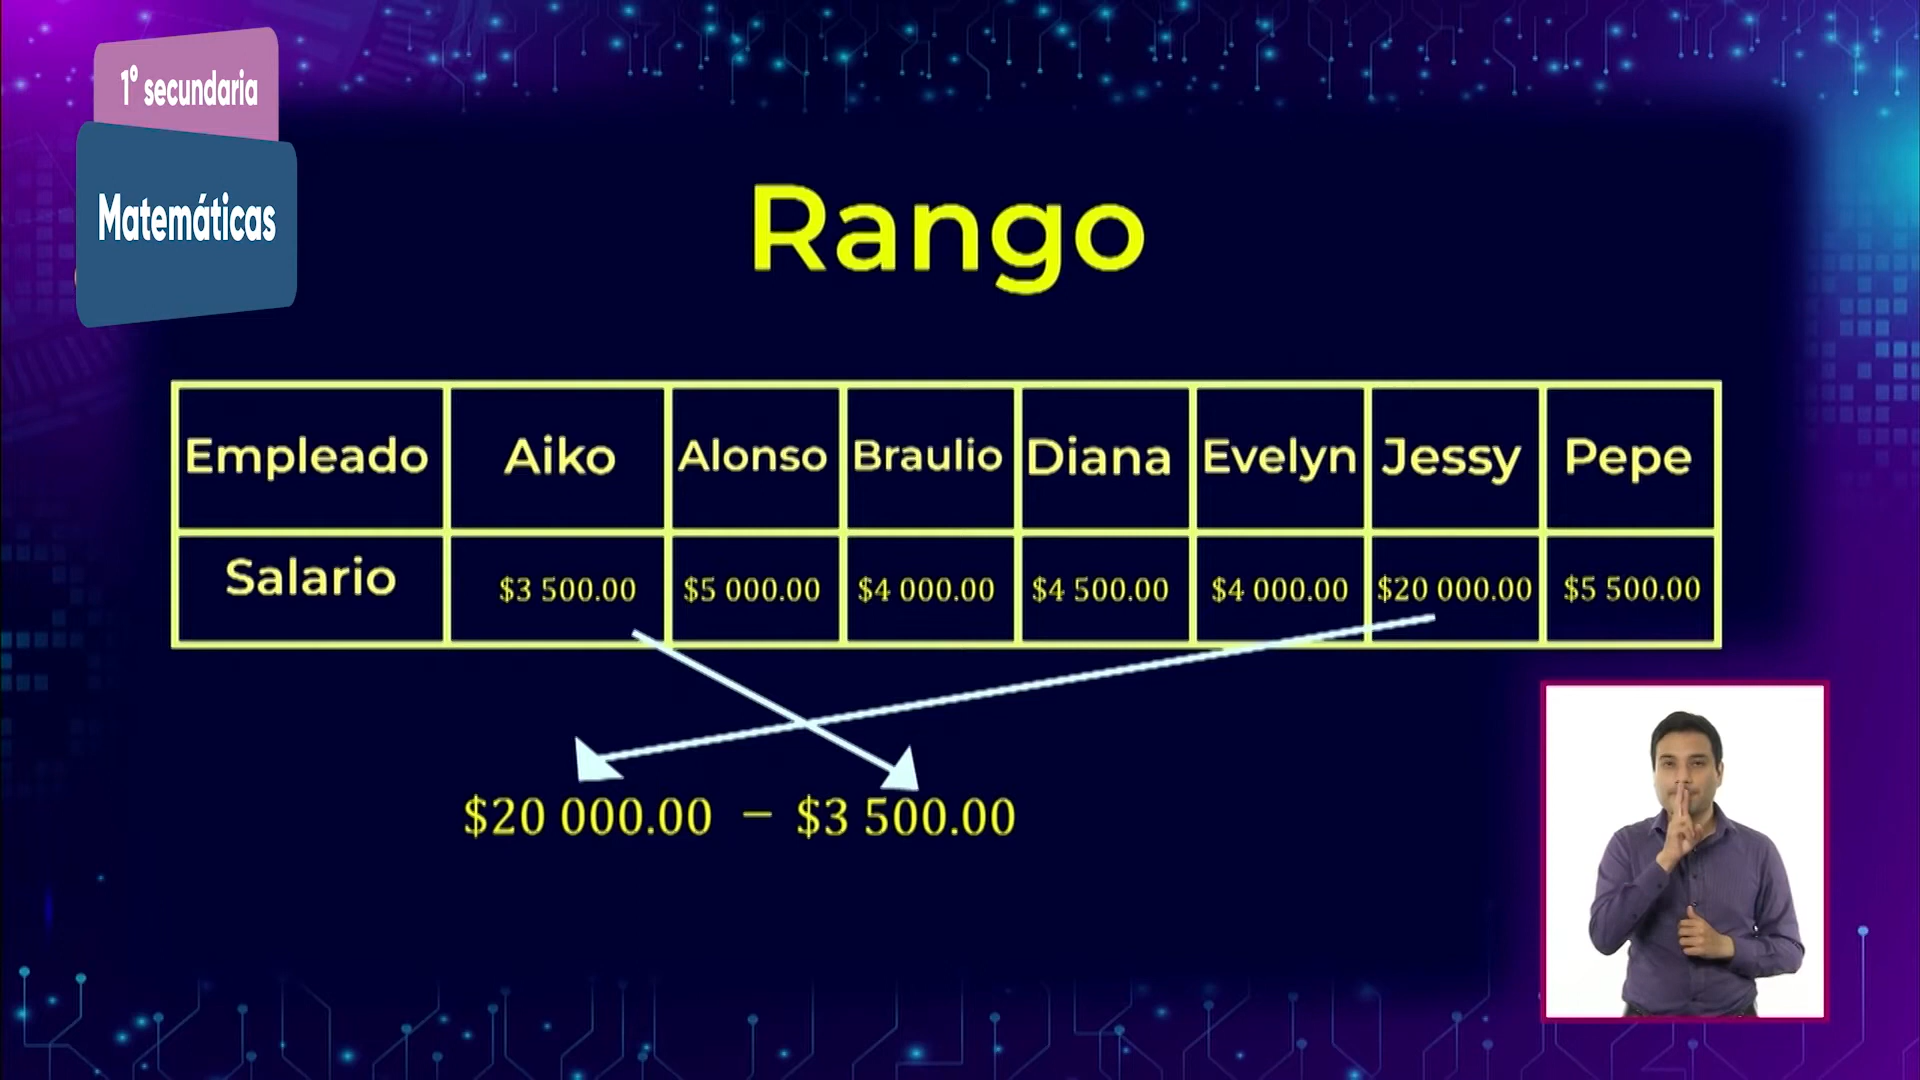 1° secundaria
Matemáticas
Rango
Empleado Aiko Alonso Braulio Diana Evelyn Jessy Pepe
Salario $3 500.00 $5 000.00 $4 000.00 $4 500.00 $4 000.00 $20 000.00 $5 500.00
$20 000.00 − $3 500.00